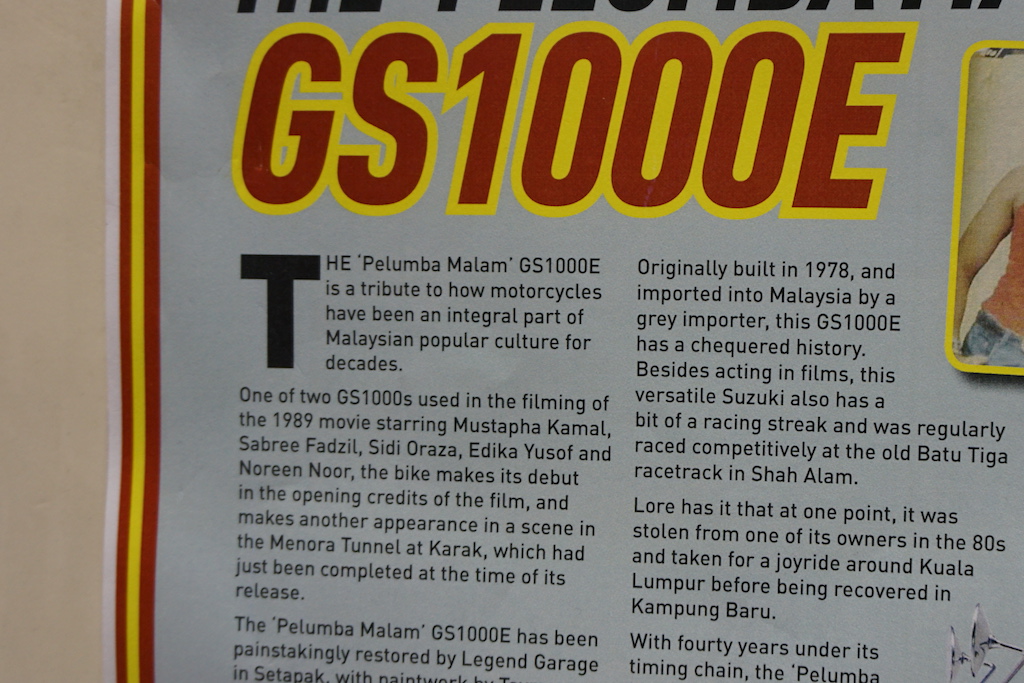 GS1000E
THE ‘Pelumba Malam’ GS1000E
is a tribute to how motorcycles
have been an integral part of
Malaysian popular culture for
decades.
One of two GS1000s used in the filming of
the 1989 movie starring Mustapha Kamal,
Sabree Fadzil, Sidi Oraza, Edika Yusof and
Noreen Noor, the bike makes its debut
in the opening credits of the film, and
makes another appearance in a scene in
the Menora Tunnel at Karak, which had
just been completed at the time of its
release.
The ‘Pelumba Malam’ GS1000E has been
painstakingly restored by Legend Garage
in Setapak, with paintwork by
Originally built in 1978, and
imported into Malaysia by a
grey importer, this GS1000E
has a chequered history.
Besides acting in films, this
versatile Suzuki also has a
bit of a racing streak and was regularly
raced competitively at the old Batu Tiga
racetrack in Shah Alam.
Lore has it that at one point, it was
stolen from one of its owners in the 80s
and taken for a joyride around Kuala
Lumpur before being recovered in
Kampung Baru.
With fourty years under its
timing chain, the ‘Pelumba